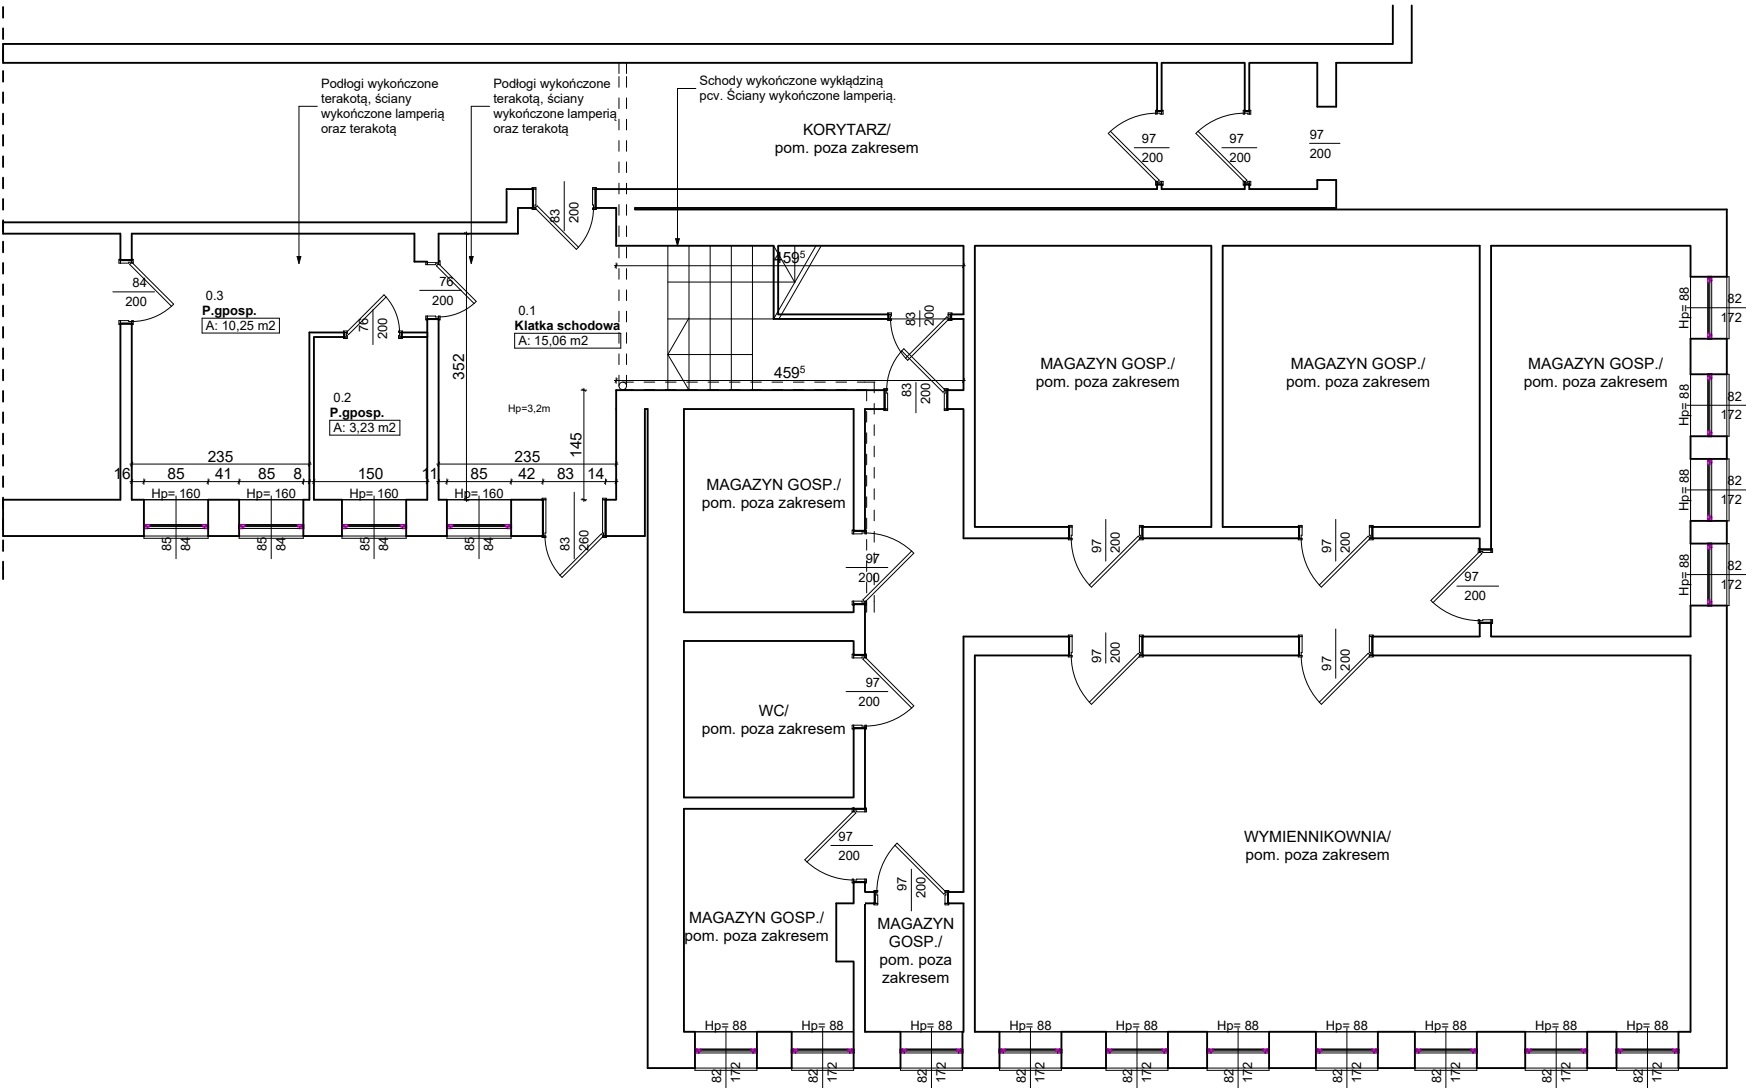 Podłogi wykończone
terakotą, ściany
wykończone lamperią
oraz terakotą
Podłogi wykończone
terakotą, ściany
wykończone lamperią
oraz terakotą
Schody wykończone wykłądziną
pcv. Ściany wykończone lamperią.
KORYTARZ/
pom. poza zakresem
97
200
97
200
97
200
83
200
84
200
0.3
P.gposp.
A: 10,25 m2
76
200
76
200
0.1
Klatka schodowa
A: 15,06 m2
459⁵
83
200
459⁵
83
200
352
0.2
P.gposp.
A: 3,23 m2
Hp=3,2m
145
235
235
16
85
41
85
8
150
11
85
42
83
14
Hp= 160
Hp= 160
Hp= 160
Hp= 160
85
84
85
84
85
84
85
84
83
260
MAGAZYN GOSP./
pom. poza zakresem
MAGAZYN GOSP./
pom. poza zakresem
MAGAZYN GOSP./
pom. poza zakresem
Hp= 88
82
172
Hp= 88
82
172
Hp= 88
82
172
Hp= 88
82
172
MAGAZYN GOSP./
pom. poza zakresem
97
200
97
200
97
200
97
200
97
200
97
200
97
200
WC/
pom. poza zakresem
WYMIENNIKOWNIA/
pom. poza zakresem
97
200
97
200
MAGAZYN GOSP./
pom. poza zakresem
MAGAZYN
GOSP./
pom. poza
zakresem
Hp= 88
Hp= 88
Hp= 88
Hp= 88
Hp= 88
Hp= 88
Hp= 88
Hp= 88
Hp= 88
Hp= 88
82
172
82
172
82
172
82
172
82
172
82
172
82
172
82
172
82
172
82
172